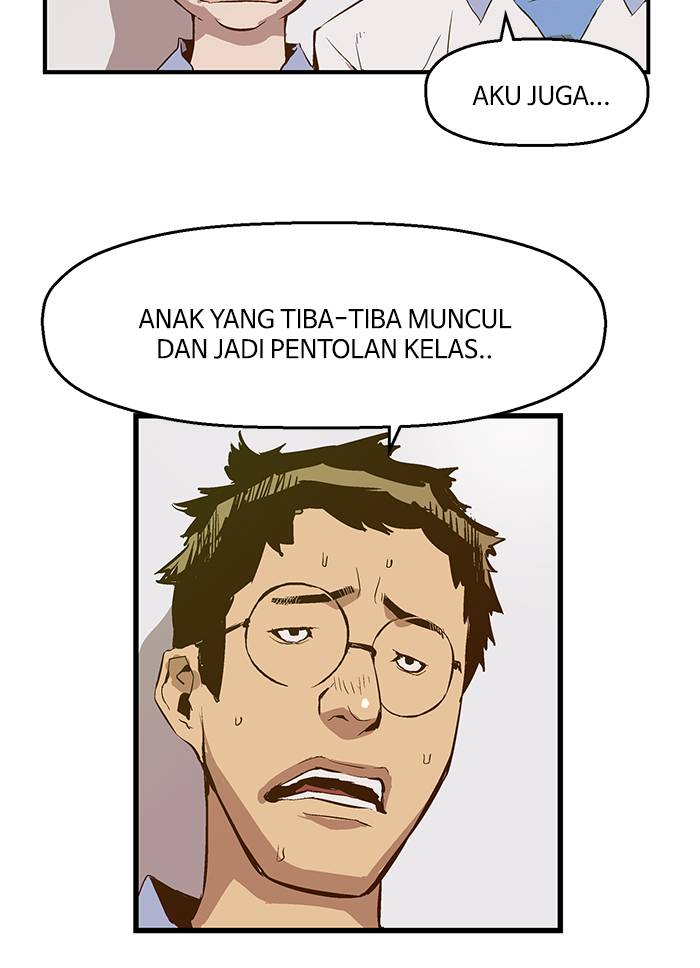 AKU JUGA...
ANAK YANG TIBA-TIBA MUNCUL
DAN JADI PENTOLAN KELAS..